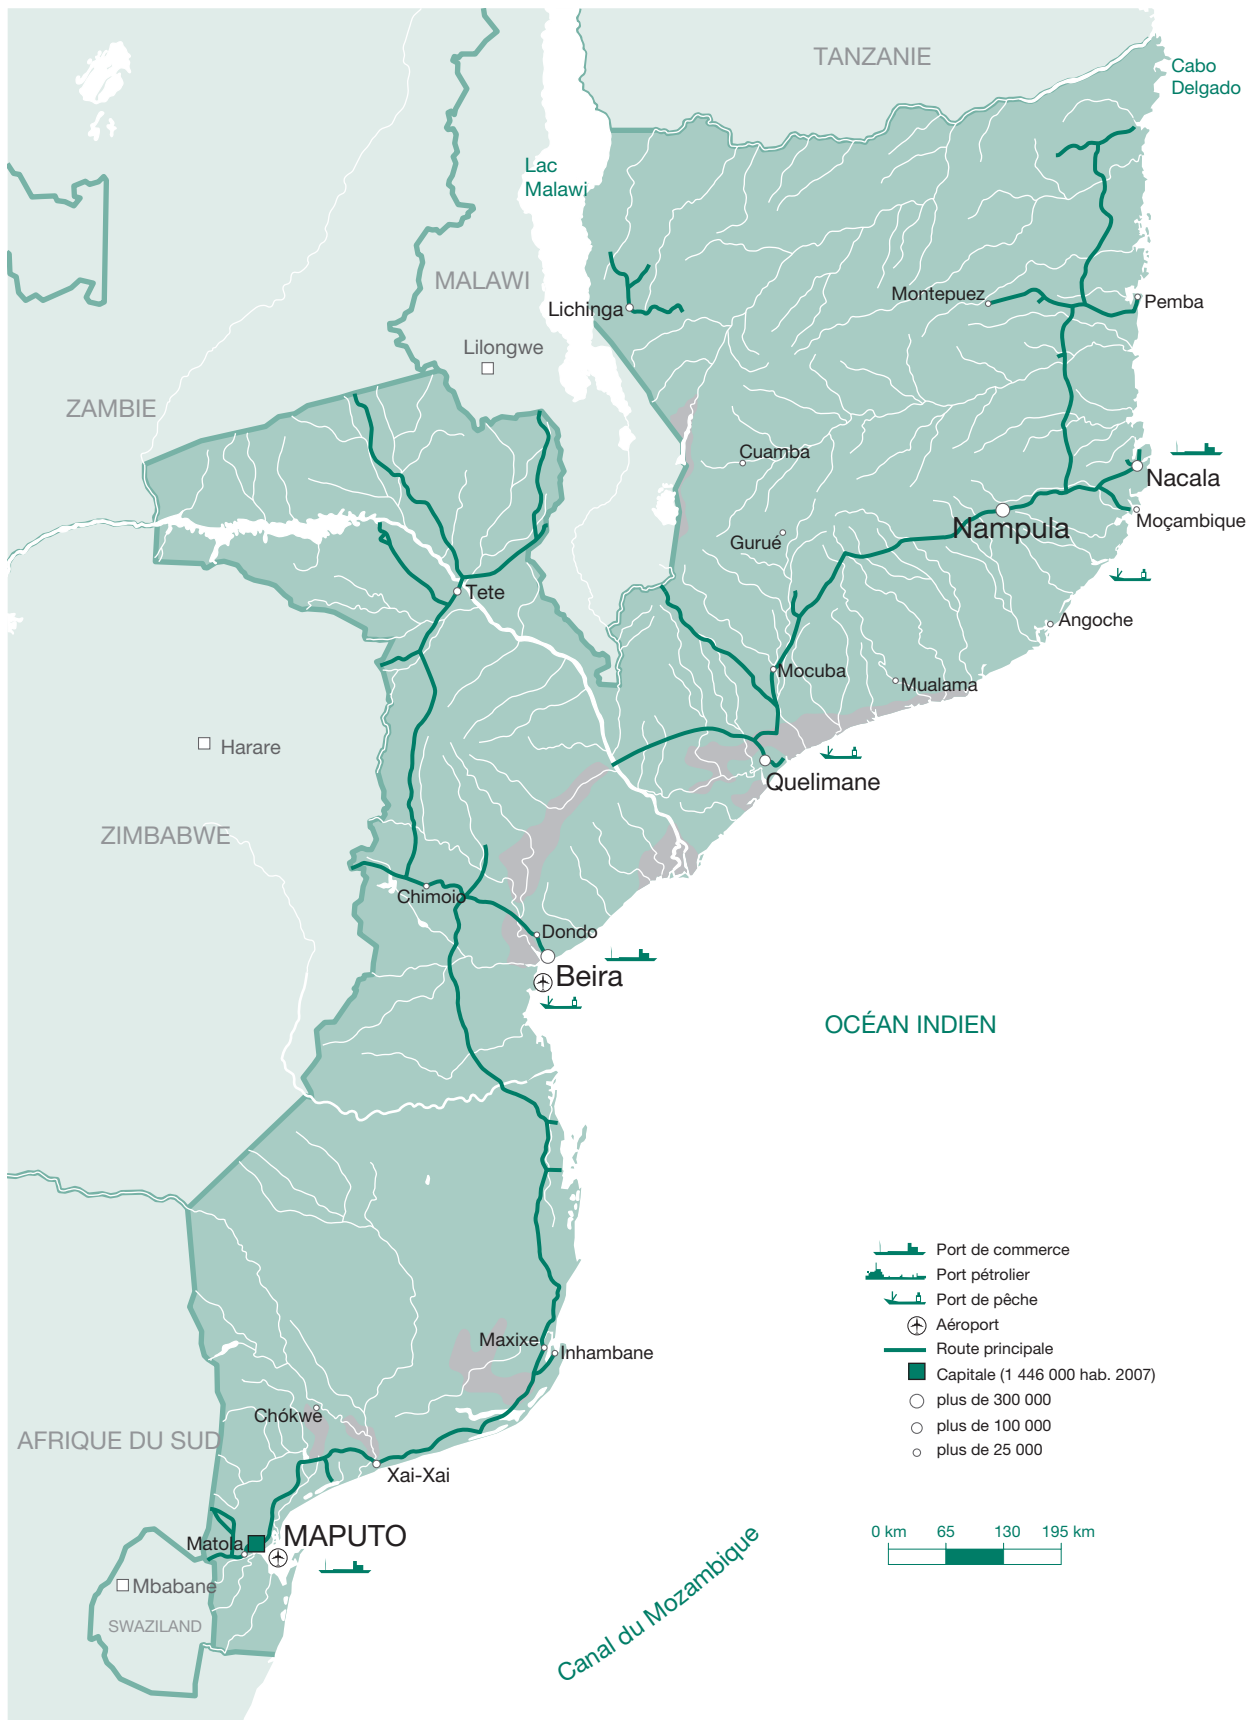 TANZANIE
Cabo
Delgado
Lac
Malawi
MALAWI
Lichinga
Montepuez
Pemba
Lilongwe
ZAMBIE
Cuamba
Nacala
Nampula
Moçambique
Gurué
Tete
Angoche
Mocuba
Mualama
Harare
Quelimane
ZIMBABWE
Chimoio
Dondo
Beira
OCÉAN INDIEN
Port de commerce
Port pétrolier
Port de pêche
Aéroport
Route principale
Capitale (1 446 000 hab. 2007)
plus de 300 000
plus de 100 000
plus de 25 000
Maxixe
Inhambane
Chókwè
AFRIQUE DU SUD
Xai-Xai
MAPUTO
Matola
0 km 65 130 195 km
Mbabane
SWAZILAND
Canal du Mozambique